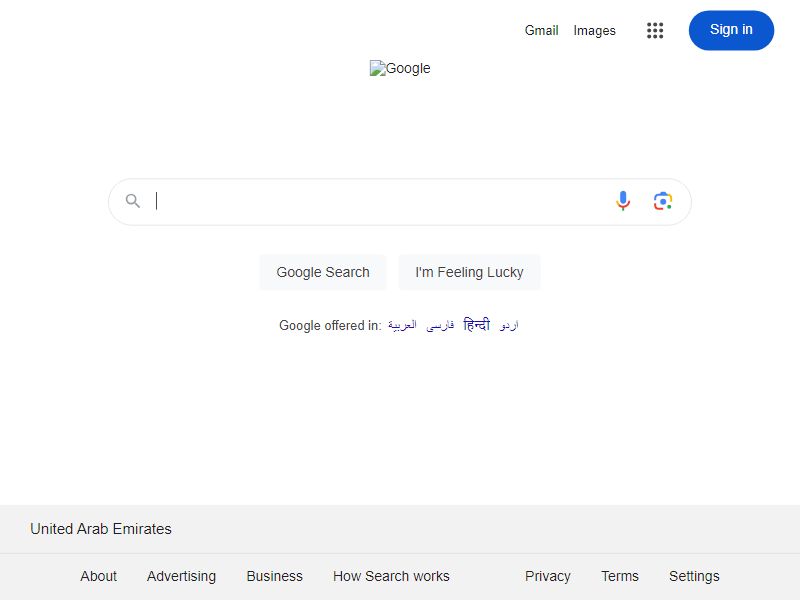 Gmail Images Sign in
Google
Google Search I'm Feeling Lucky
Google offered in: العربية فارسی हिन्दी اردو
United Arab Emirates
About Advertising Business How Search works Privacy Terms Settings